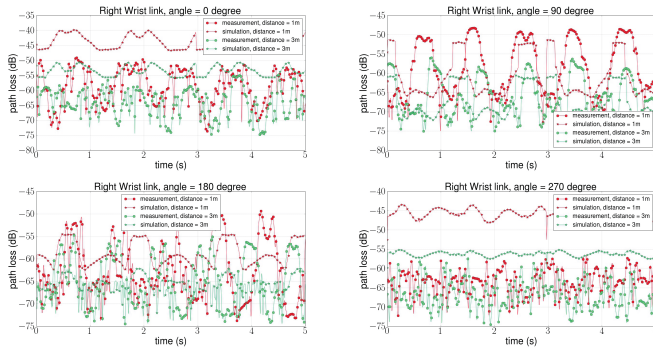 Right Wrist link, angle = 0 degree
−35
−40
−45
−50
−55
−60
−65
−70
−75
−80
path loss (dB)
measurement, distance = 1m
simulation, distance = 1m
measurement, distance = 3m
simulation, distance = 3m
0 1 2 3 4 5
time (s)
Right Wrist link, angle = 90 degree
−45
−50
−55
−60
−65
−70
−75
−80
path loss (dB)
measurement, distance = 1m
simulation, distance = 1m
measurement, distance = 3m
simulation, distance = 3m
0 1 2 3 4
time (s)
Right Wrist link, angle = 180 degree
−45
−50
−55
−60
−65
−70
−75
path loss (dB)
measurement, distance = 1m
simulation, distance = 1m
measurement, distance = 3m
simulation, distance = 3m
0 1 2 3 4 5
time (s)
Right Wrist link, angle = 270 degree
−40
−45
−50
−55
−60
−65
−70
−75
path loss (dB)
measurement, distance = 1m
simulation, distance = 1m
measurement, distance = 3m
simulation, distance = 3m
0 1 2 3 4
time (s)